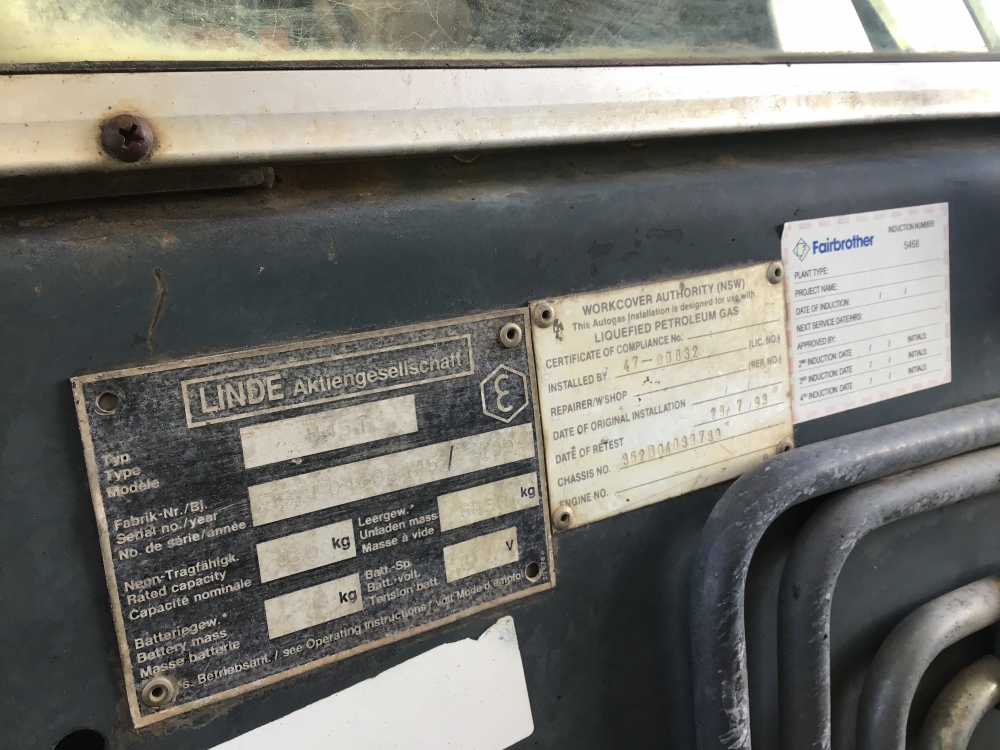 LINDE Aktiengesellschaft
Typ
Type
Modèle
Fabrik-Nr./Bj.
Serial no./year
No. de série/année
Nenn-Tragfähigk.
Rated capacity
Capacité nominale
kg
Leergew.
Unladen mass
Masse à vide
kg
Batteriegew.
Battery mass
Masse batterie
kg
Batt-Sp.
Batt.-volt.
Tension batt.
V
s. Betriebsanl. / see Operating Instructions / voir Mode d'emploi
WORKCOVER AUTHORITY (NSW)
This Autogas Installation is designed for use with
LIQUEFIED PETROLEUM GAS
CERTIFICATE OF COMPLIANCE No.
INSTALLED BY 47-00832 (LIC. NO.)
REPAIRER/W'SHOP (REP. NO.)
DATE OF ORIGINAL INSTALLATION
DATE OF RETEST 29/7/99
CHASSIS NO.
ENGINE NO.
Fairbrother
INDUCTION NUMBER:
5468
PLANT TYPE:
PROJECT NAME:
DATE OF INDUCTION: / /
NEXT SERVICE DATE/HRS:
APPROVED BY: INITIALS:
2ND INDUCTION: DATE / / INITIALS:
3RD INDUCTION: DATE / / INITIALS:
4TH INDUCTION: DATE / / INITIALS: